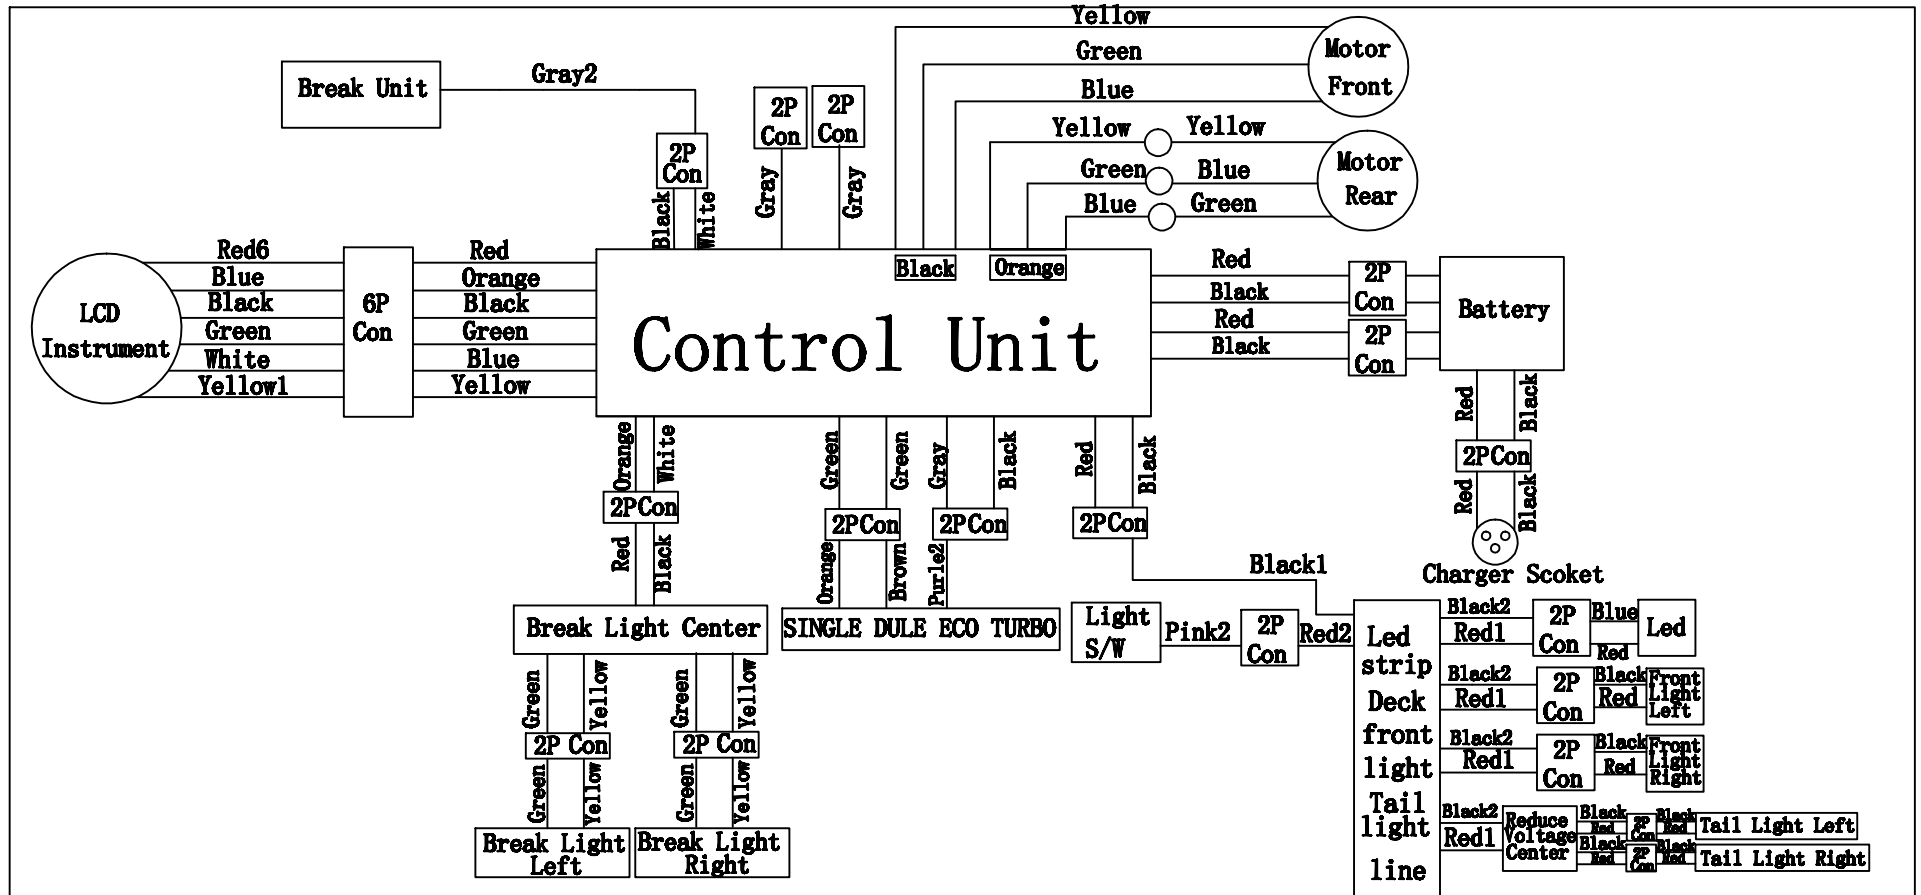 Yellow
Green
Blue
Motor
Front
Break Unit
Gray2
2P
Con
Black
White
2P
Con
Gray
2P
Con
Gray
Yellow
Yellow
Green
Blue
Blue
Green
Motor
Rear
LCD
Instrument
Red6
Blue
Black
Green
White
Yellow1
6P
Con
Red
Orange
Black
Green
Blue
Yellow
Black
Orange
Control Unit
Red
Black
Red
Black
2P
Con
2P
Con
Battery
Red
Black
2PCon
Red
Black
Charger Scoket
Orange
White
2PCon
Red
Black
Break Light Center
Green
Yellow
Green
Yellow
2P Con
2P Con
Green
Yellow
Green
Yellow
Break Light
Left
Break Light
Right
Green
Green
Gray
Black
2PCon
2PCon
Orange
Brown
Purle2
SINGLE DULE ECO TURBO
Red
Black
2PCon
Black1
Light
S/W
Pink2
2P
Con
Red2
Led
strip
Deck
front
light
Tail
light
line
Black2
Red1
2P
Con
Blue
Red
Led
Black2
Red1
2P
Con
Black
Red
Front
Light
Left
Black2
Red1
2P
Con
Black
Red
Front
Light
Right
Black2
Red1
Reduce
Voltage
Center
Black
Red
2P
Con
Black
Red
Tail Light Left
Black
Red
2P
Con
Black
Red
Tail Light Right